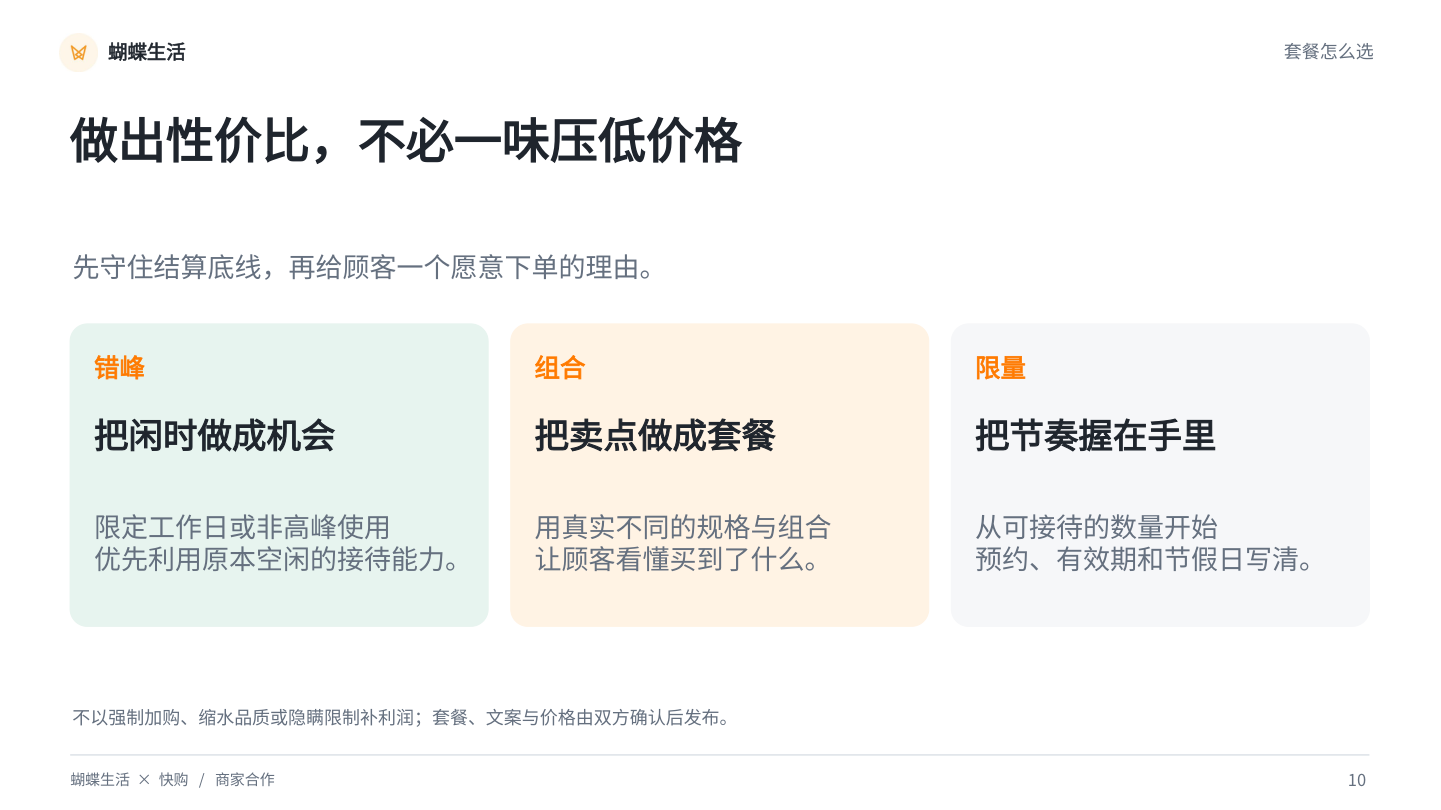 蝴蝶生活
套餐怎么选
做出性价比，不必一味压低价格
先守住结算底线，再给顾客一个愿意下单的理由。
错峰
把闲时做成机会
限定工作日或非高峰使用
优先利用原本空闲的接待能力。
组合
把卖点做成套餐
用真实不同的规格与组合
让顾客看懂买到了什么。
限量
把节奏握在手里
从可接待的数量开始
预约、有效期和节假日写清。
不以强制加购、缩水品质或隐瞒限制补利润；套餐、文案与价格由双方确认后发布。
蝴蝶生活 × 快购 / 商家合作
10